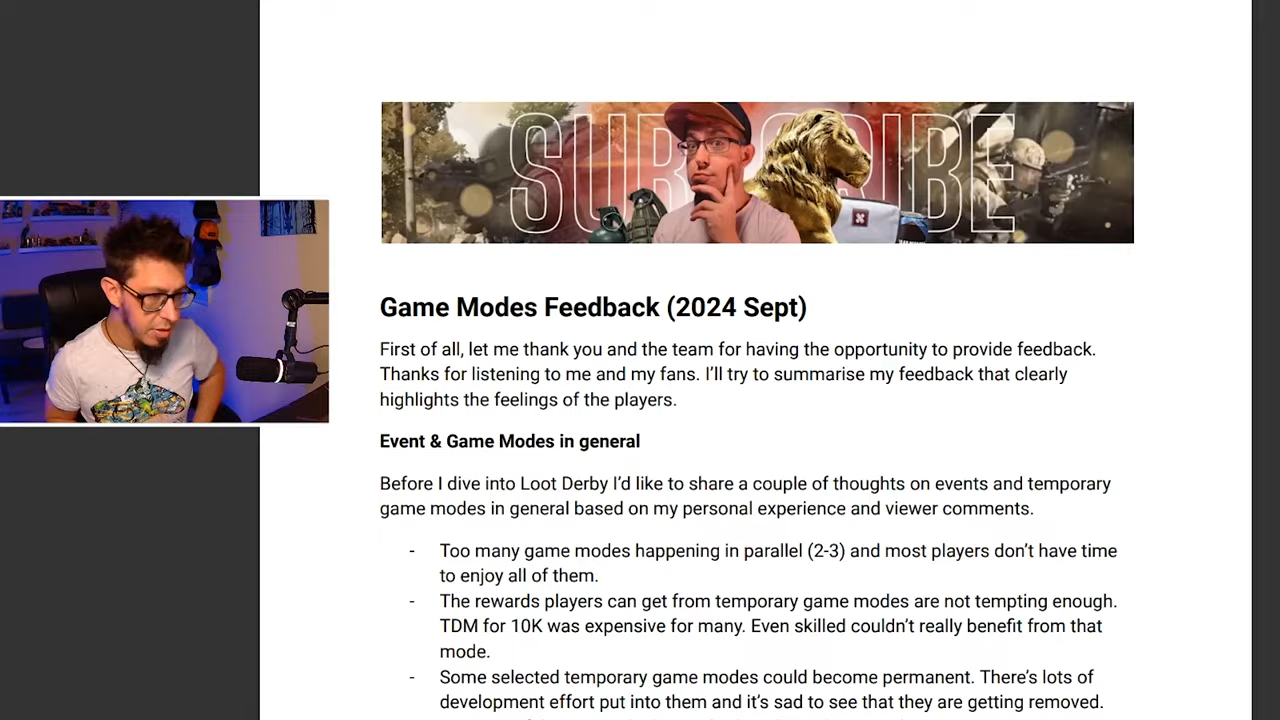 SUBSCRIBE
Game Modes Feedback (2024 Sept)
First of all, let me thank you and the team for having the opportunity to provide feedback.
Thanks for listening to me and my fans. I’ll try to summarise my feedback that clearly
highlights the feelings of the players.
Event & Game Modes in general
Before I dive into Loot Derby I’d like to share a couple of thoughts on events and temporary
game modes in general based on my personal experience and viewer comments.
- Too many game modes happening in parallel (2-3) and most players don’t have time
to enjoy all of them.
- The rewards players can get from temporary game modes are not tempting enough.
TDM for 10K was expensive for many. Even skilled couldn’t really benefit from that
mode.
- Some selected temporary game modes could become permanent. There’s lots of
development effort put into them and it’s sad to see that they are getting removed.